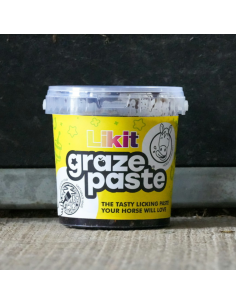 Likit
graze
paste
THE TASTY LICKING PASTE
YOUR HORSE WILL LOVE